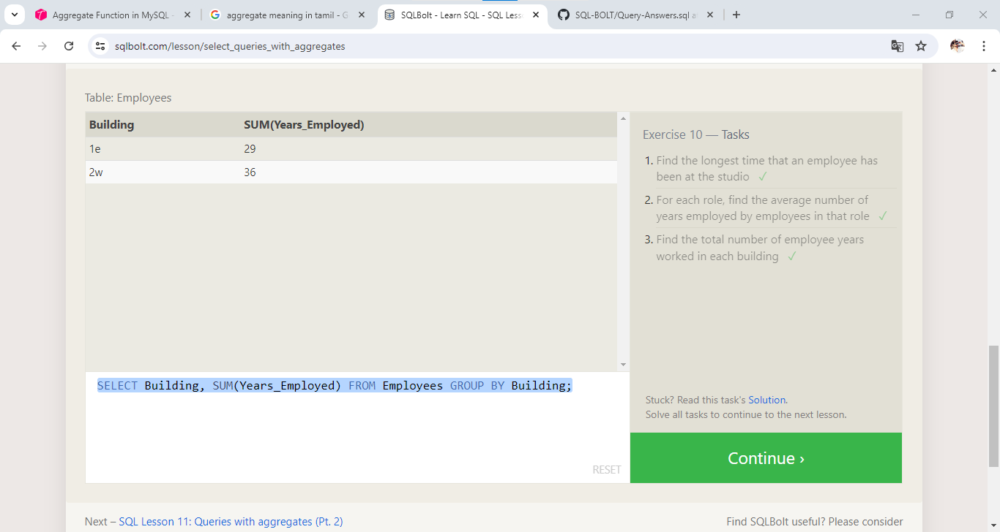 Aggregate Function in MySQL -
aggregate meaning in tamil - G
SQLBolt - Learn SQL - SQL Less
SQL-BOLT/Query-Answers.sql a
sqlbolt.com/lesson/select_queries_with_aggregates
Table: Employees
Building SUM(Years_Employed)
1e 29
2w 36
SELECT Building, SUM(Years_Employed) FROM Employees GROUP BY Building;
RESET
Exercise 10 — Tasks
1. Find the longest time that an employee has
been at the studio ✓
2. For each role, find the average number of
years employed by employees in that role ✓
3. Find the total number of employee years
worked in each building ✓
Stuck? Read this task's Solution.
Solve all tasks to continue to the next lesson.
Continue ›
Next – SQL Lesson 11: Queries with aggregates (Pt. 2)
Find SQLBolt useful? Please consider